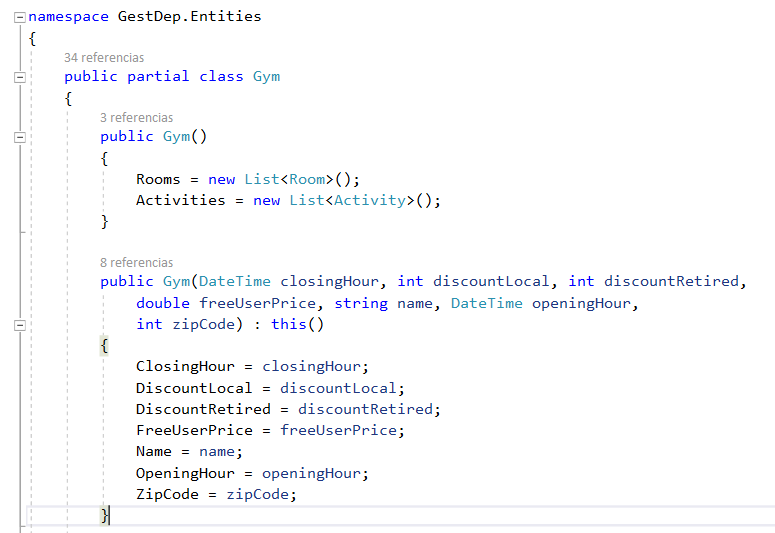 namespace GestDep.Entities
{
34 referencias
public partial class Gym
{
3 referencias
public Gym()
{
Rooms = new List<Room>();
Activities = new List<Activity>();
}
8 referencias
public Gym(DateTime closingHour, int discountLocal, int discountRetired,
double freeUserPrice, string name, DateTime openingHour,
int zipCode) : this()
{
ClosingHour = closingHour;
DiscountLocal = discountLocal;
DiscountRetired = discountRetired;
FreeUserPrice = freeUserPrice;
Name = name;
OpeningHour = openingHour;
ZipCode = zipCode;
}